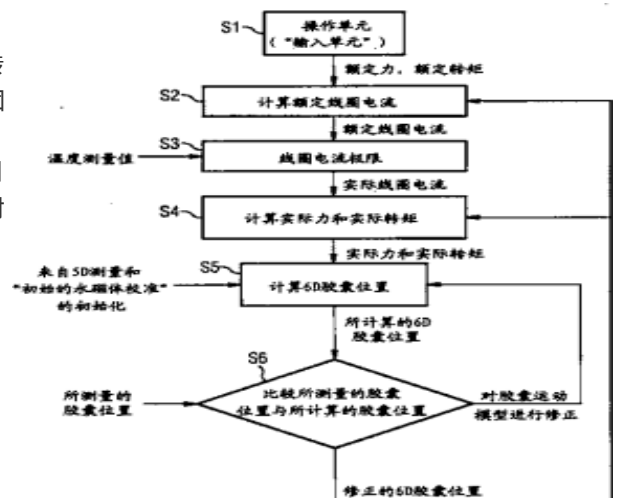 S1
操作单元
(“输入单元”)
额定力,额定转矩
S2
计算额定线圈电流
额定线圈电流
S3
温度测量值
线圈电流极限
实际线圈电流
S4
计算实际力和实际转矩
实际力和实际转矩
S5
来自5D测量和
“初始的永磁体校准”
的初始化
计算6D胶囊位置
所计算的6D
胶囊位置
S6
所测量的
胶囊位置
比较所测量的胶囊
位置与所计算的胶囊位置
对胶囊运动
模型进行修正
修正的6D胶囊位置